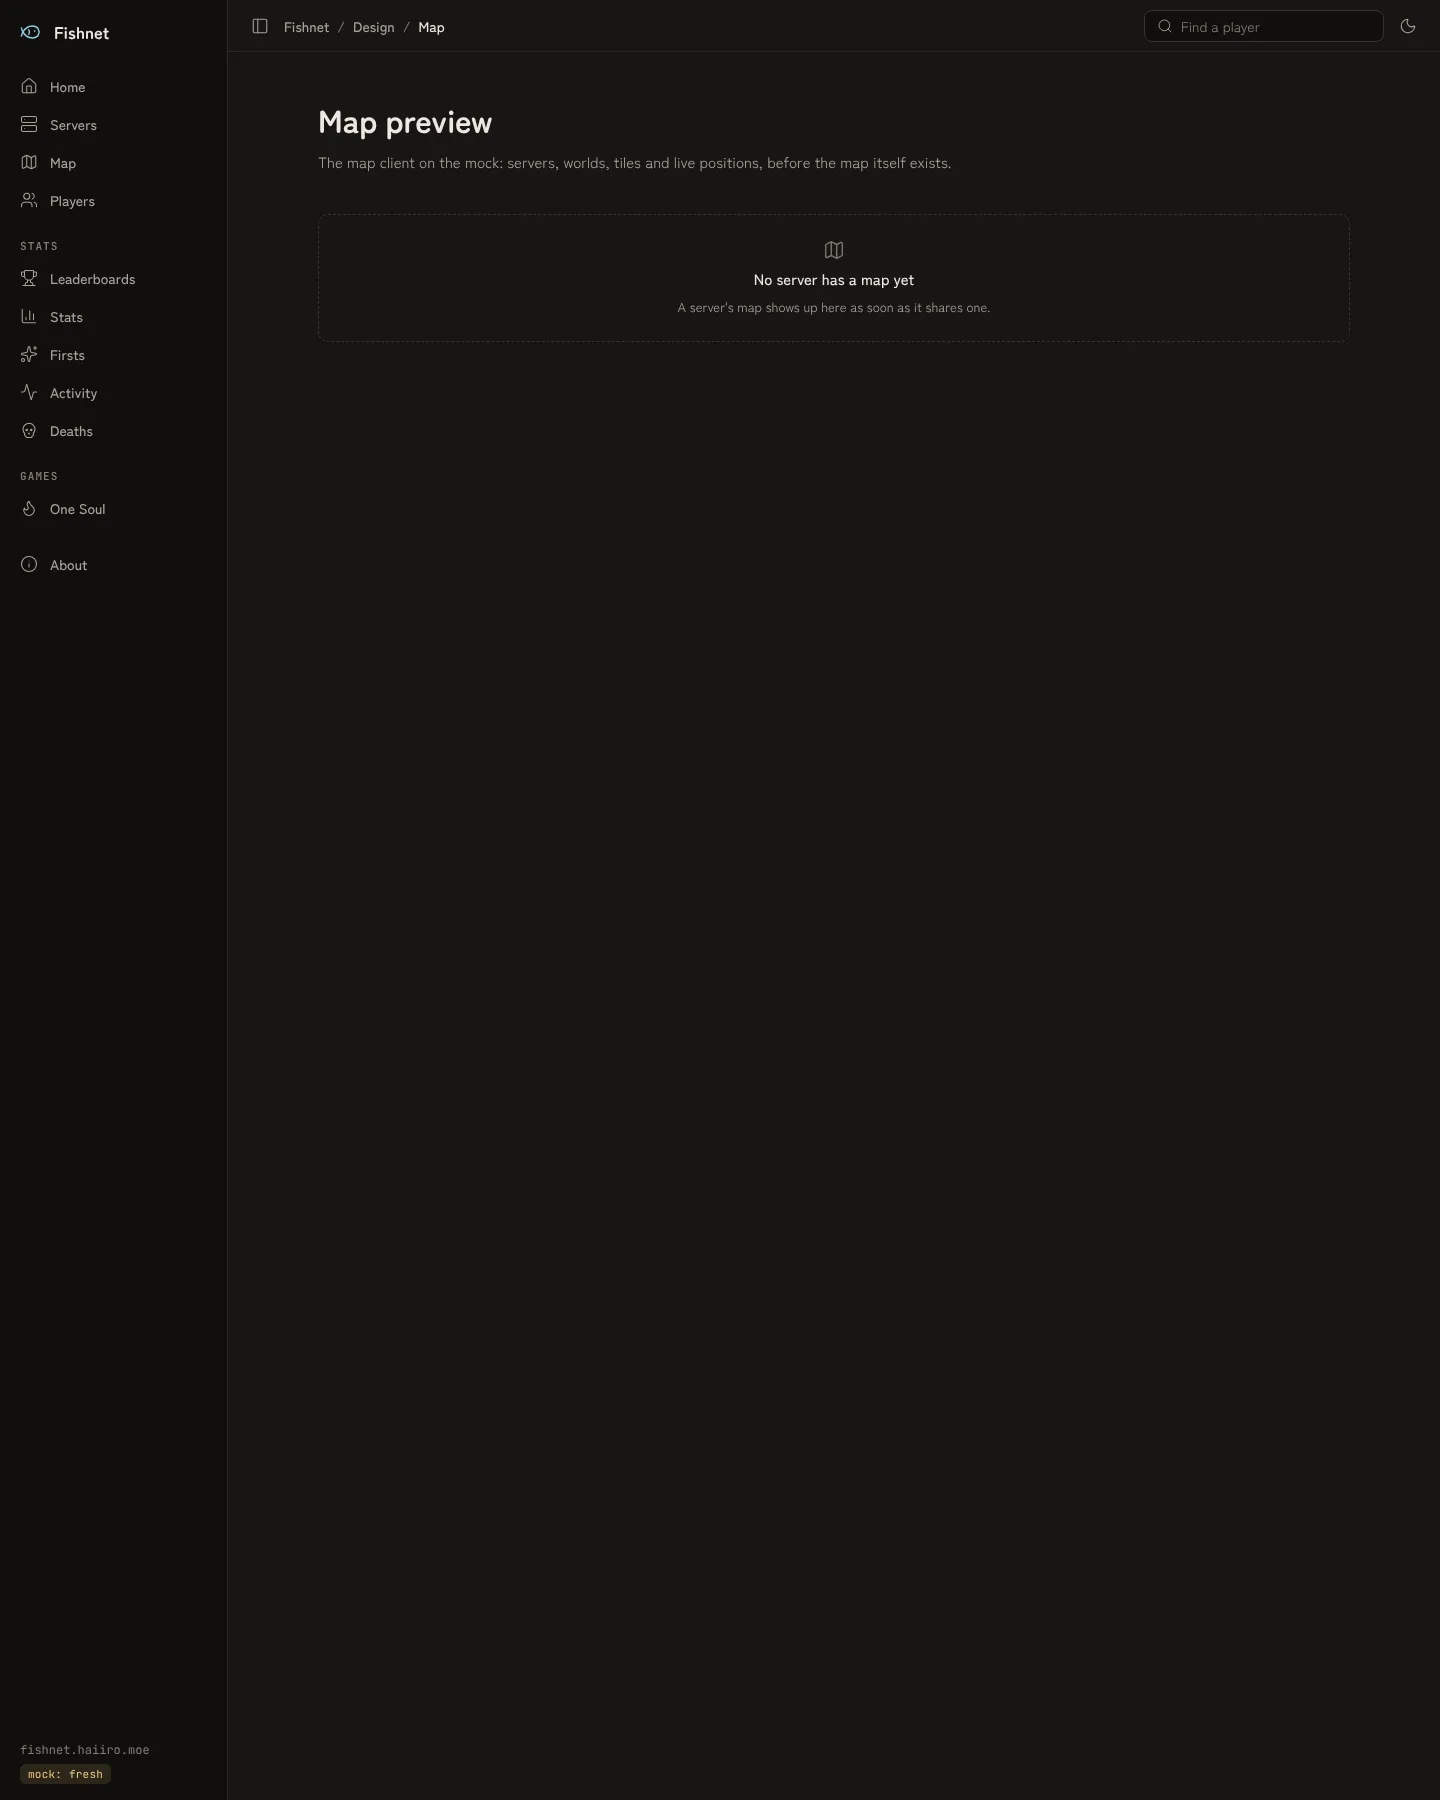 Fishnet
Home
Servers
Map
Players
STATS
Leaderboards
Stats
Firsts
Activity
Deaths
GAMES
One Soul
About
fishnet.haiiro.moe
mock: fresh
Fishnet / Design / Map
Find a player
Map preview
The map client on the mock: servers, worlds, tiles and live positions, before the map itself exists.
No server has a map yet
A server's map shows up here as soon as it shares one.